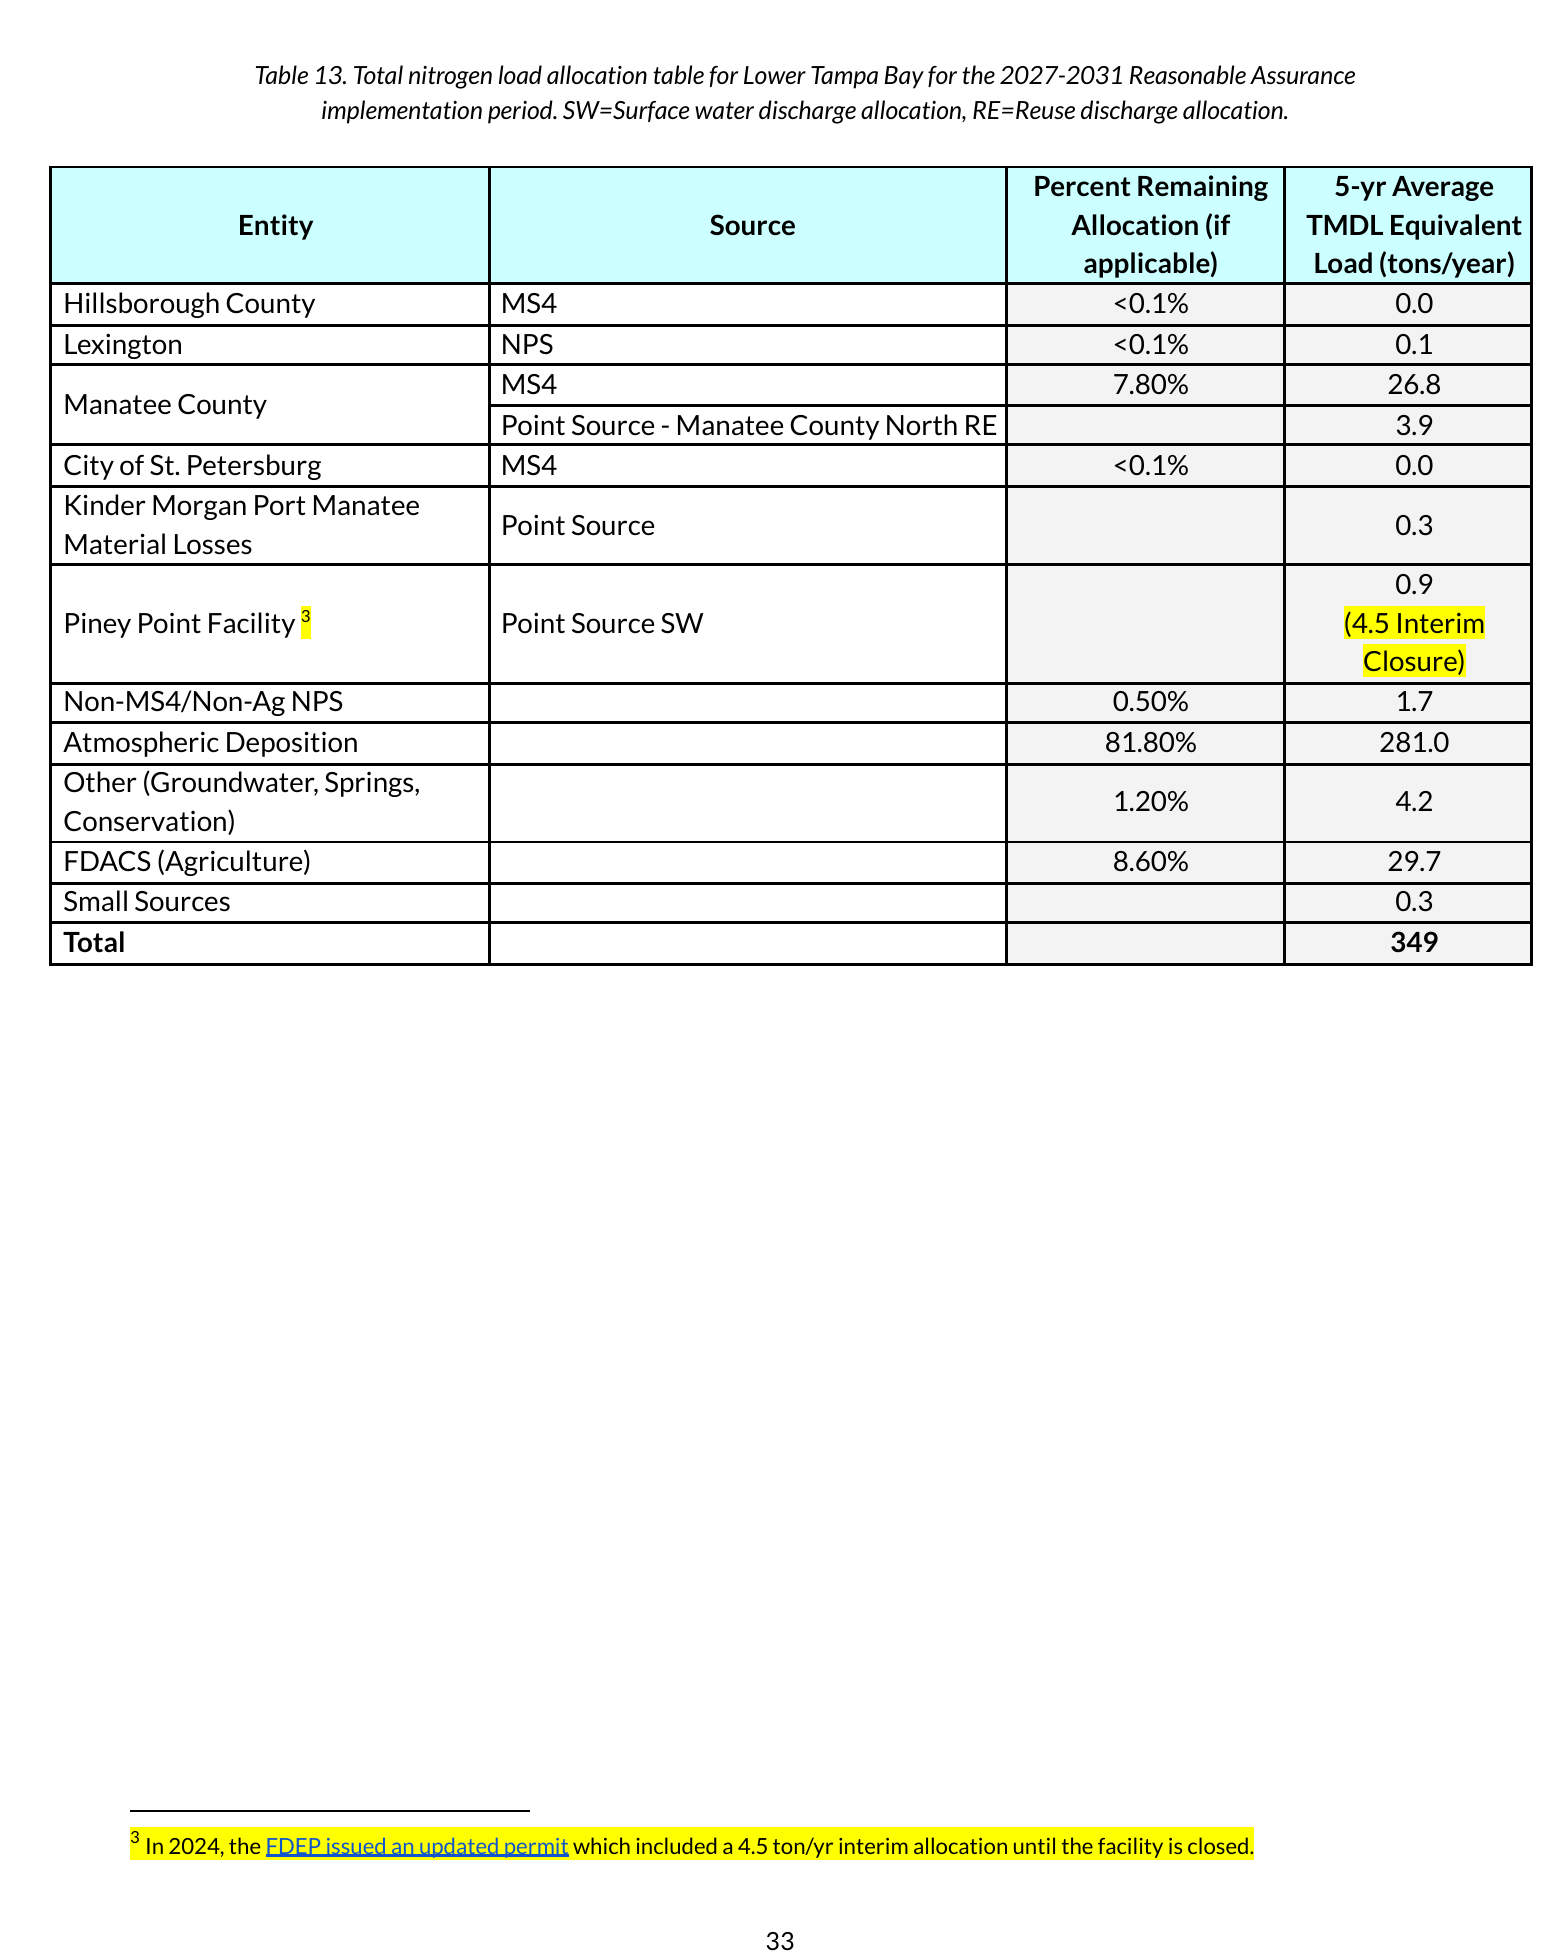 Table 13. Total nitrogen load allocation table for Lower Tampa Bay for the 2027-2031 Reasonable Assurance
implementation period. SW=Surface water discharge allocation, RE=Reuse discharge allocation.
Entity Source Percent Remaining Allocation (if applicable) 5-yr Average TMDL Equivalent Load (tons/year)
Hillsborough County MS4 <0.1% 0.0
Lexington NPS <0.1% 0.1
Manatee County MS4 7.80% 26.8
Point Source - Manatee County North RE 3.9
City of St. Petersburg MS4 <0.1% 0.0
Kinder Morgan Port Manatee
Material Losses
Point Source 0.3
Piney Point Facility 3 Point Source SW 0.9
(4.5 Interim
Closure)
Non-MS4/Non-Ag NPS 0.50% 1.7
Atmospheric Deposition 81.80% 281.0
Other (Groundwater, Springs,
Conservation)
1.20% 4.2
FDACS (Agriculture) 8.60% 29.7
Small Sources 0.3
Total 349
3 In 2024, the FDEP issued an updated permit which included a 4.5 ton/yr interim allocation until the facility is closed.
33